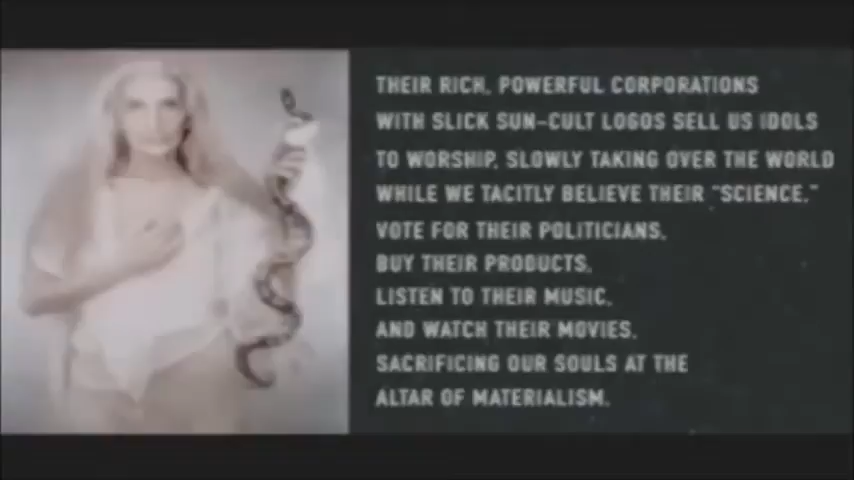 THEIR RICH, POWERFUL CORPORATIONS
WITH SLICK SUN-CULT LOGOS SELL US IDOLS
TO WORSHIP, SLOWLY TAKING OVER THE WORLD
WHILE WE TACITLY BELIEVE THEIR "SCIENCE,"
VOTE FOR THEIR POLITICIANS,
BUY THEIR PRODUCTS,
LISTEN TO THEIR MUSIC,
AND WATCH THEIR MOVIES,
SACRIFICING OUR SOULS AT THE
ALTAR OF MATERIALISM.